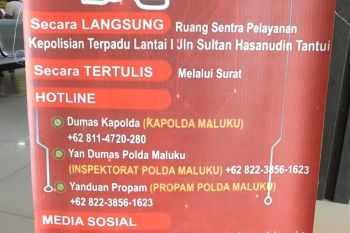 Secara LANGSUNG Ruang Sentra Pelayanan
Kepolisian Terpadu Lantai I Jln Sultan Hasanudin Tantui
Secara TERTULIS Melalui Surat
HOTLINE
Dumas Kapolda (KAPOLDA MALUKU)
+62 811-4720-280
Yan Dumas Polda Maluku
(INSPEKTORAT POLDA MALUKU) +62 822-3856-1623
Yanduan Propam (PROPAM POLDA MALUKU)
+62 822-3856-1623
MEDIA SOSIAL